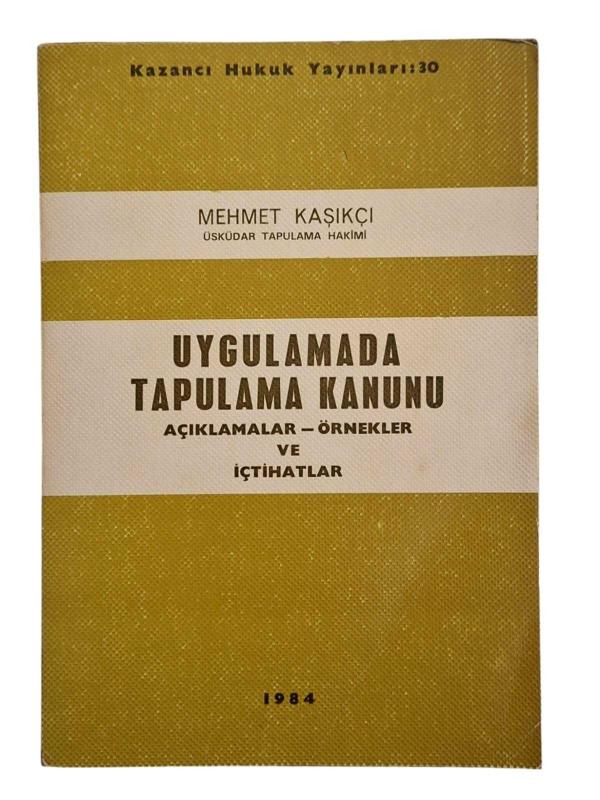 Kazancı Hukuk Yayınları:30
MEHMET KAŞIKÇI
ÜSKÜDAR TAPULAMA HAKİMİ
UYGULAMADA
TAPULAMA KANUNU
AÇIKLAMALAR – ÖRNEKLER
VE
İÇTİHATLAR
1984